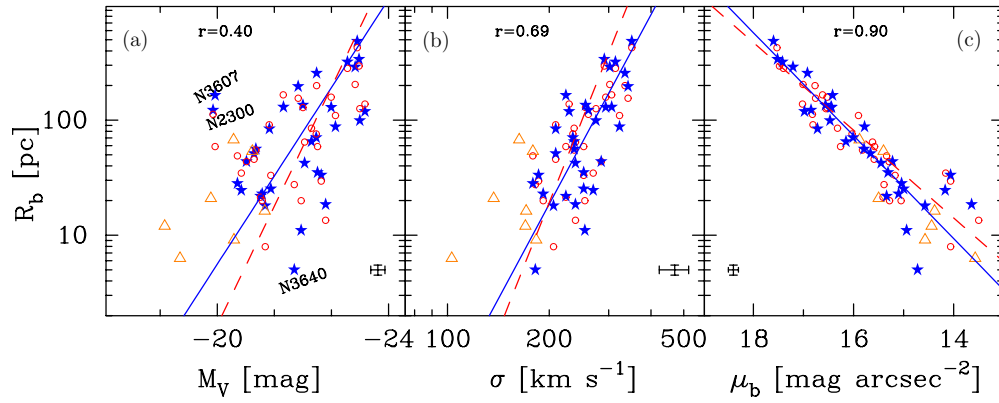 (a) r=0.40
(b) r=0.69
r=0.90 (c)
N3607
N2300
N3640
R_b [pc]
100
10
−20 −24
100 200 500
18 16 14
M_V [mag]
σ [km s⁻¹]
μ_b [mag arcsec⁻²]